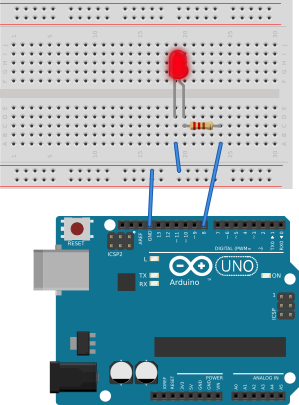 RESET
ICSP2
AREF
GND
13
12
~11
~10
~9
8
7
~6
~5
4
~3
2
TX▸1
RX◂0
DIGITAL (PWM= ~)
L
TX
RX
Arduino
UNO
ON
ICSP
1
POWER
ANALOG IN
IOREF
RESET
3V3
5V
GND
GND
VIN
A0
A1
A2
A3
A4
A5